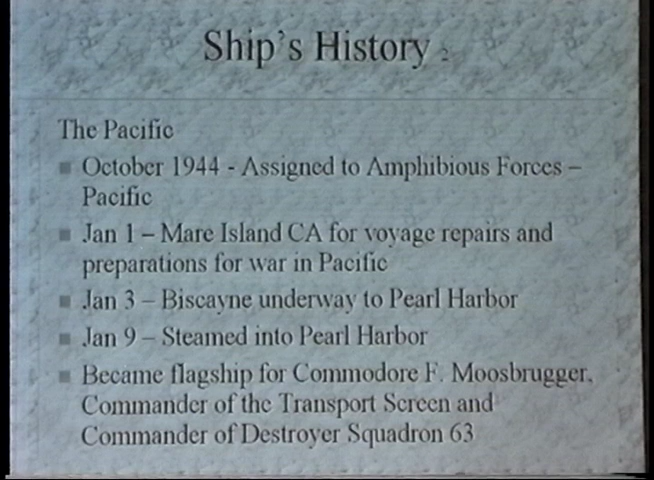 Ship's History 2
The Pacific
October 1944 - Assigned to Amphibious Forces –
Pacific
Jan 1 – Mare Island CA for voyage repairs and
preparations for war in Pacific
Jan 3 – Biscayne underway to Pearl Harbor
Jan 9 – Steamed into Pearl Harbor
Became flagship for Commodore F. Moosbrugger,
Commander of the Transport Screen and
Commander of Destroyer Squadron 63